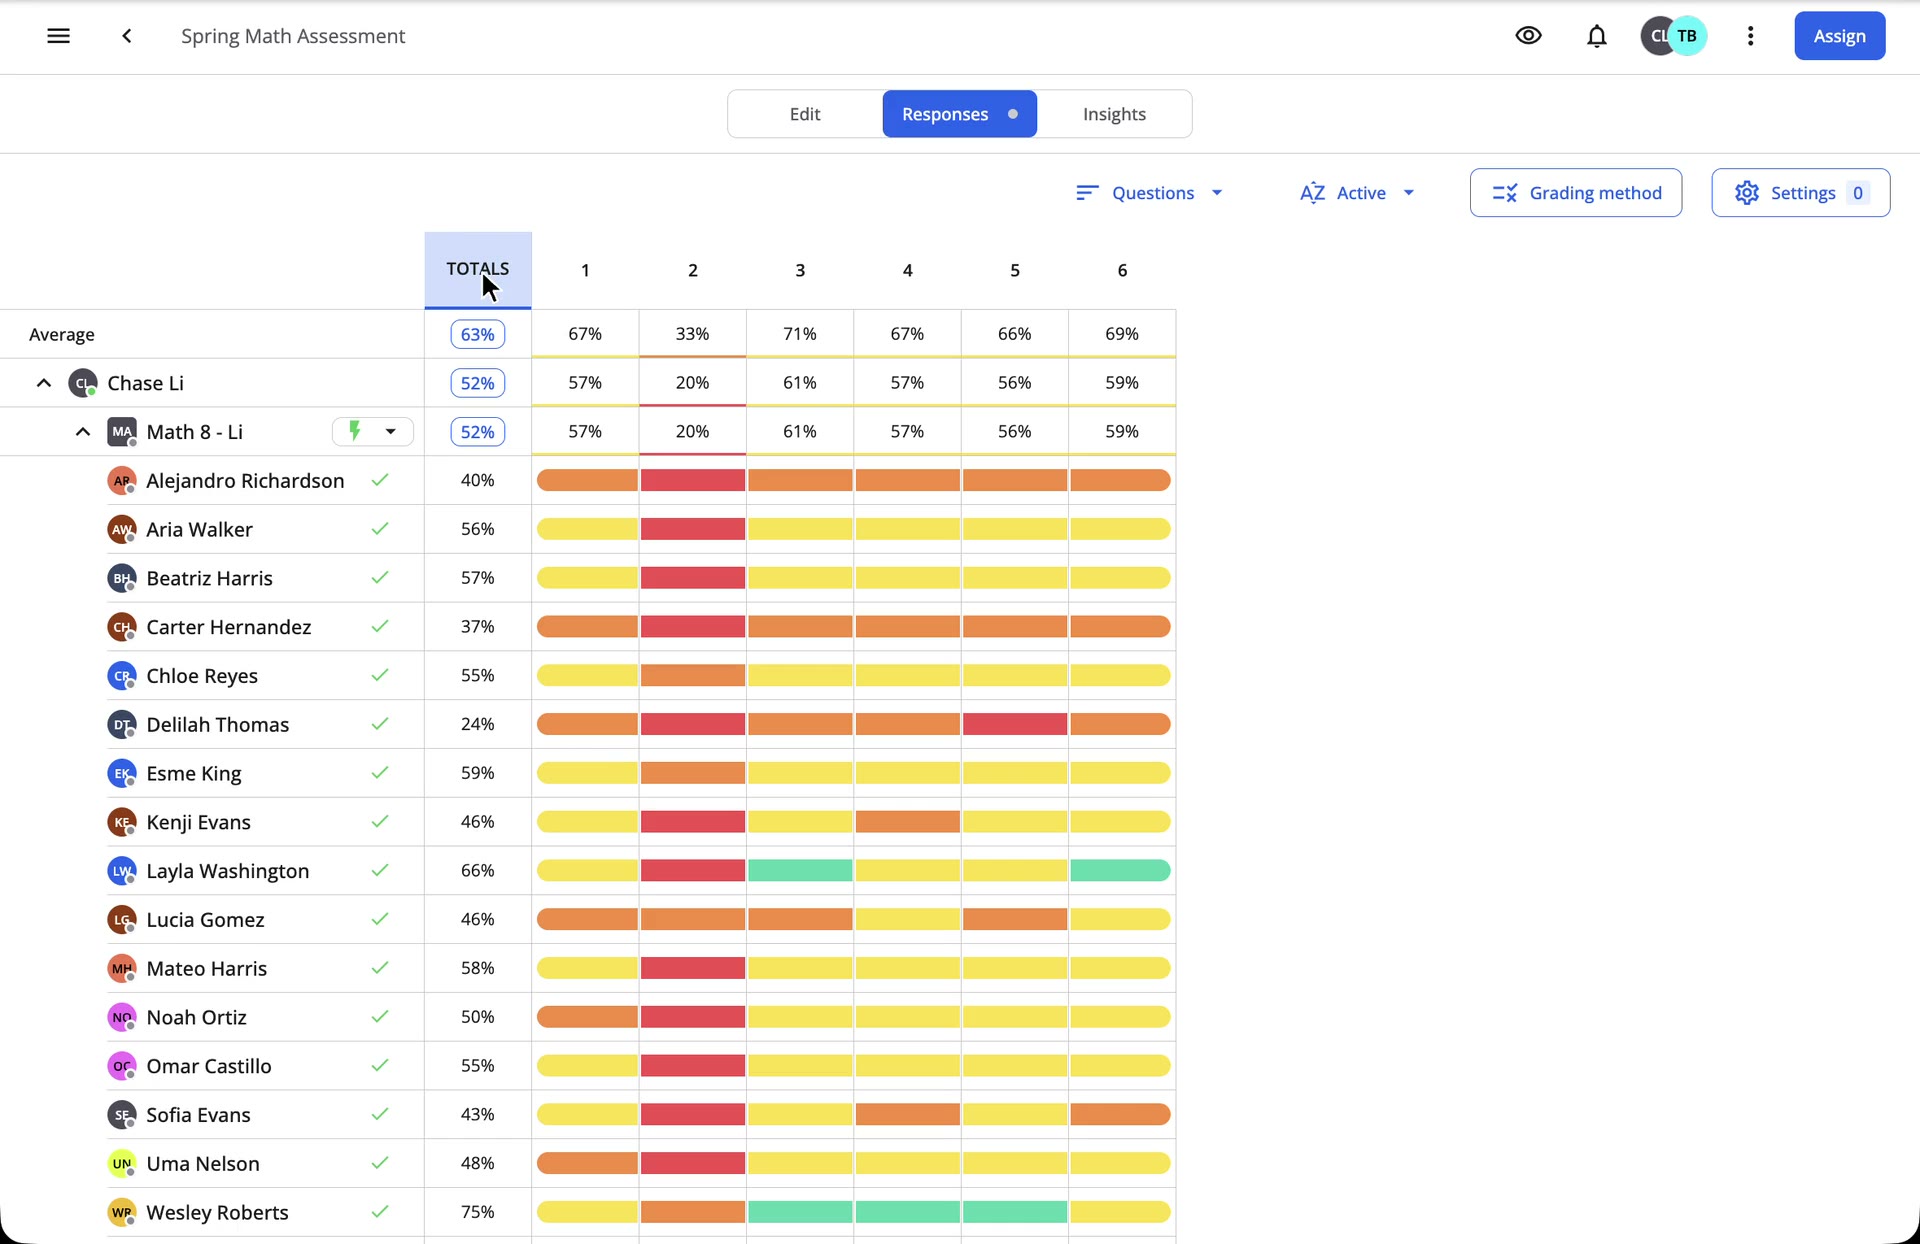 Spring Math Assessment
CL TB
Assign
Edit Responses Insights
Questions Active Grading method Settings 0
TOTALS 1 2 3 4 5 6
Average 63% 67% 33% 71% 67% 66% 69%
CL Chase Li 52% 57% 20% 61% 57% 56% 59%
MA Math 8 - Li 52% 57% 20% 61% 57% 56% 59%
AR Alejandro Richardson 40%
AW Aria Walker 56%
BH Beatriz Harris 57%
CH Carter Hernandez 37%
CR Chloe Reyes 55%
DT Delilah Thomas 24%
EK Esme King 59%
KE Kenji Evans 46%
LW Layla Washington 66%
LG Lucia Gomez 46%
MH Mateo Harris 58%
NO Noah Ortiz 50%
OC Omar Castillo 55%
SE Sofia Evans 43%
UN Uma Nelson 48%
WR Wesley Roberts 75%